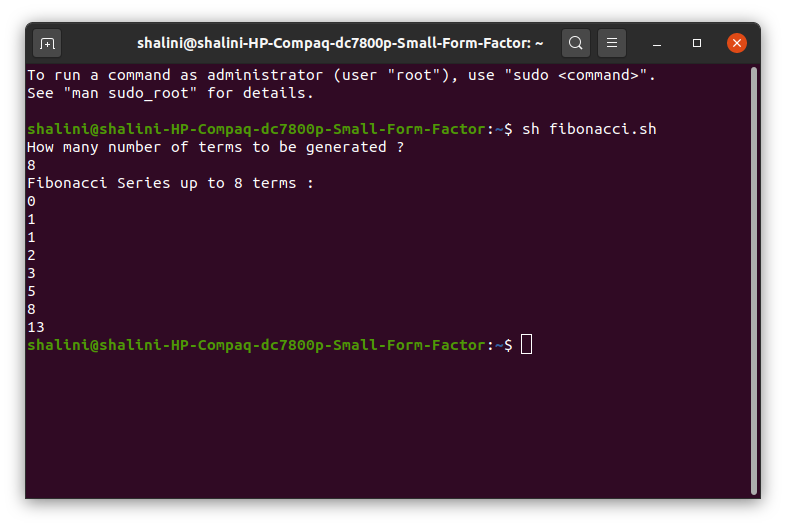 shalini@shalini-HP-Compaq-dc7800p-Small-Form-Factor: ~
To run a command as administrator (user "root"), use "sudo <command>".
See "man sudo_root" for details.
shalini@shalini-HP-Compaq-dc7800p-Small-Form-Factor:~$ sh fibonacci.sh
How many number of terms to be generated ?
8
Fibonacci Series up to 8 terms :
0
1
1
2
3
5
8
13
shalini@shalini-HP-Compaq-dc7800p-Small-Form-Factor:~$